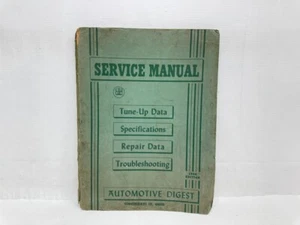 SERVICE MANUAL
Tune-Up Data
Specifications
Repair Data
Troubleshooting
AUTOMOTIVE DIGEST